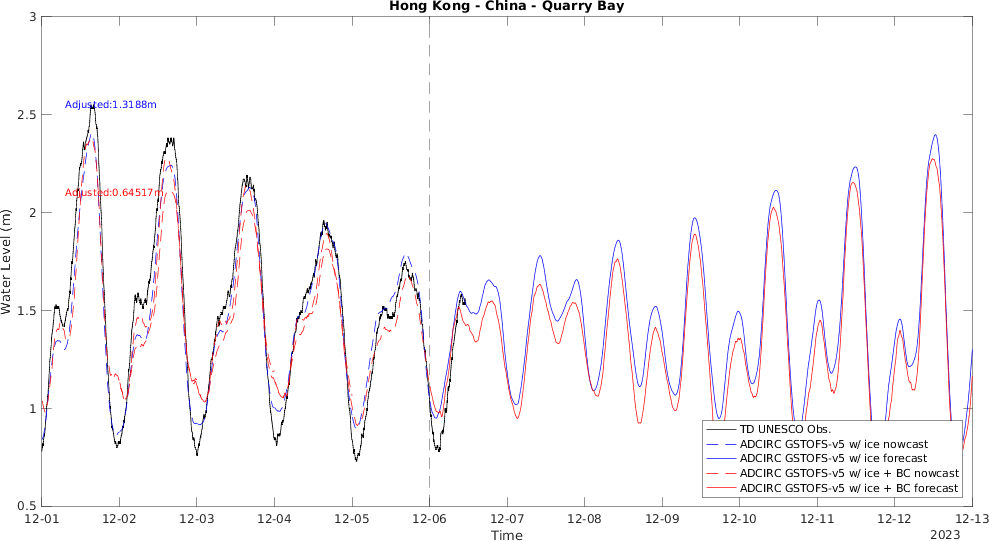 Hong Kong - China - Quarry Bay
Water Level (m)
3
2.5
2
1.5
1
0.5
Adjusted:1.3188m
Adjusted:0.64517m
TD UNESCO Obs.
ADCIRC GSTOFS-v5 w/ ice nowcast
ADCIRC GSTOFS-v5 w/ ice forecast
ADCIRC GSTOFS-v5 w/ ice + BC nowcast
ADCIRC GSTOFS-v5 w/ ice + BC forecast
12-01 12-02 12-03 12-04 12-05 12-06 12-07 12-08 12-09 12-10 12-11 12-12 12-13
Time
2023